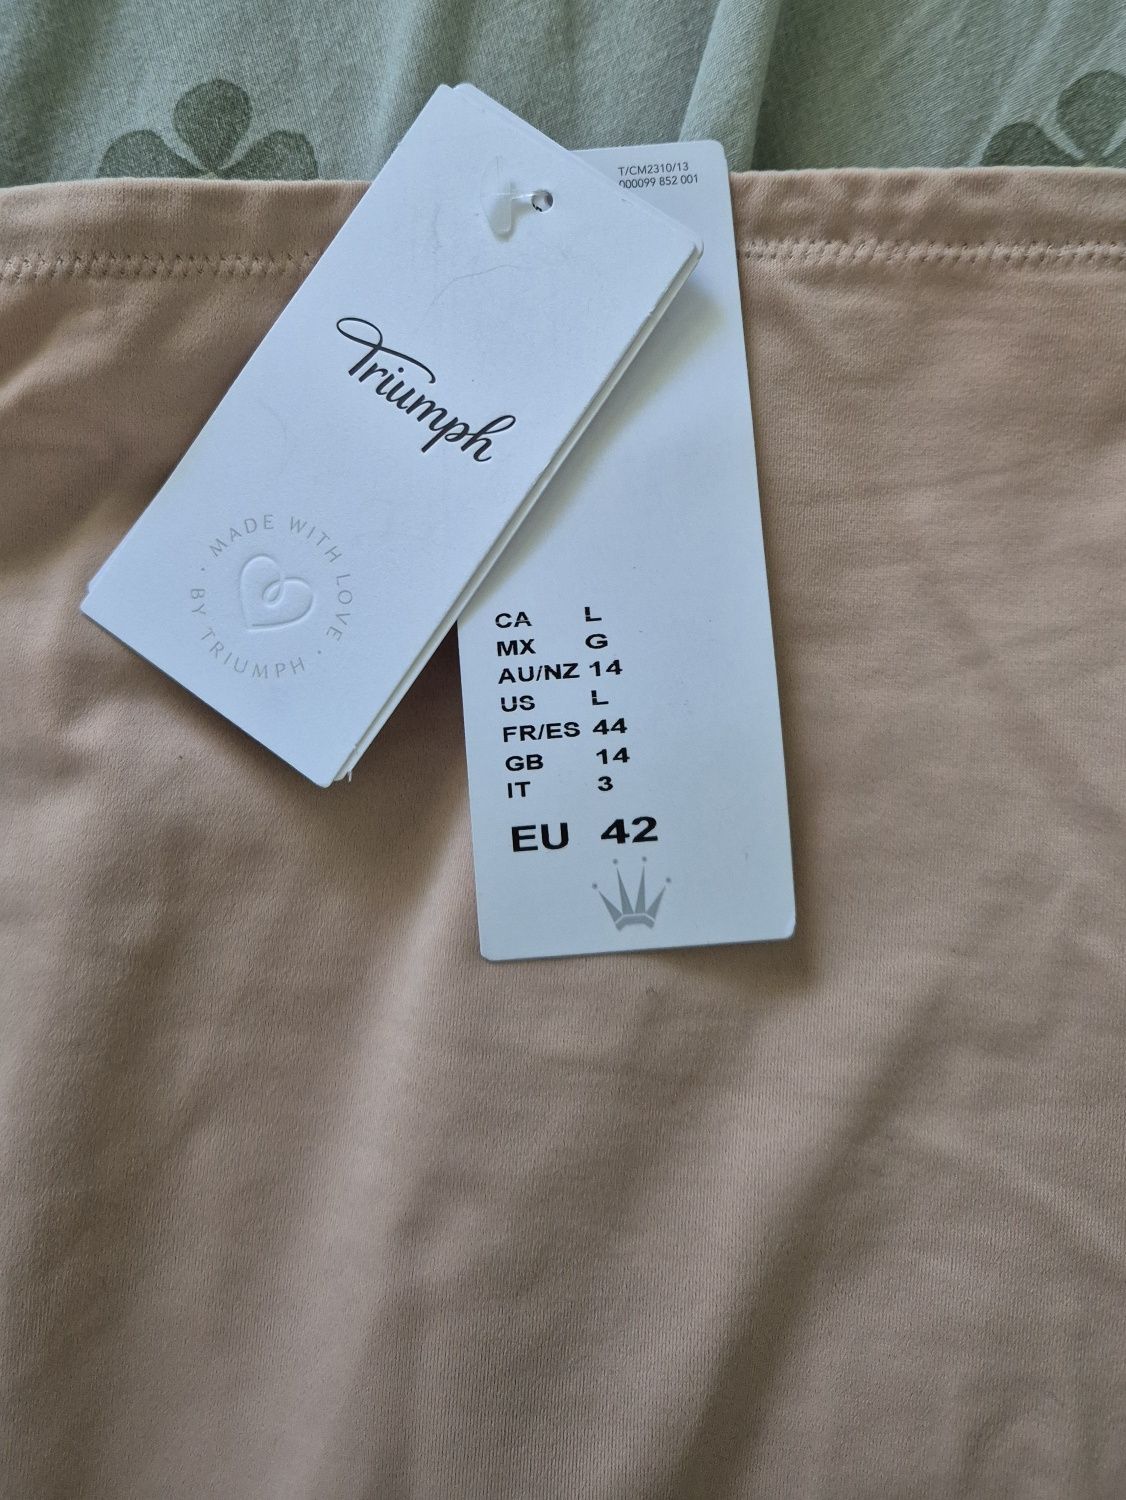 T/CM2310/13
000099 852 001
Triumph
MADE WITH LOVE
· BY TRIUMPH ·
CA L
MX G
AU/NZ 14
US L
FR/ES 44
GB 14
IT 3
EU 42